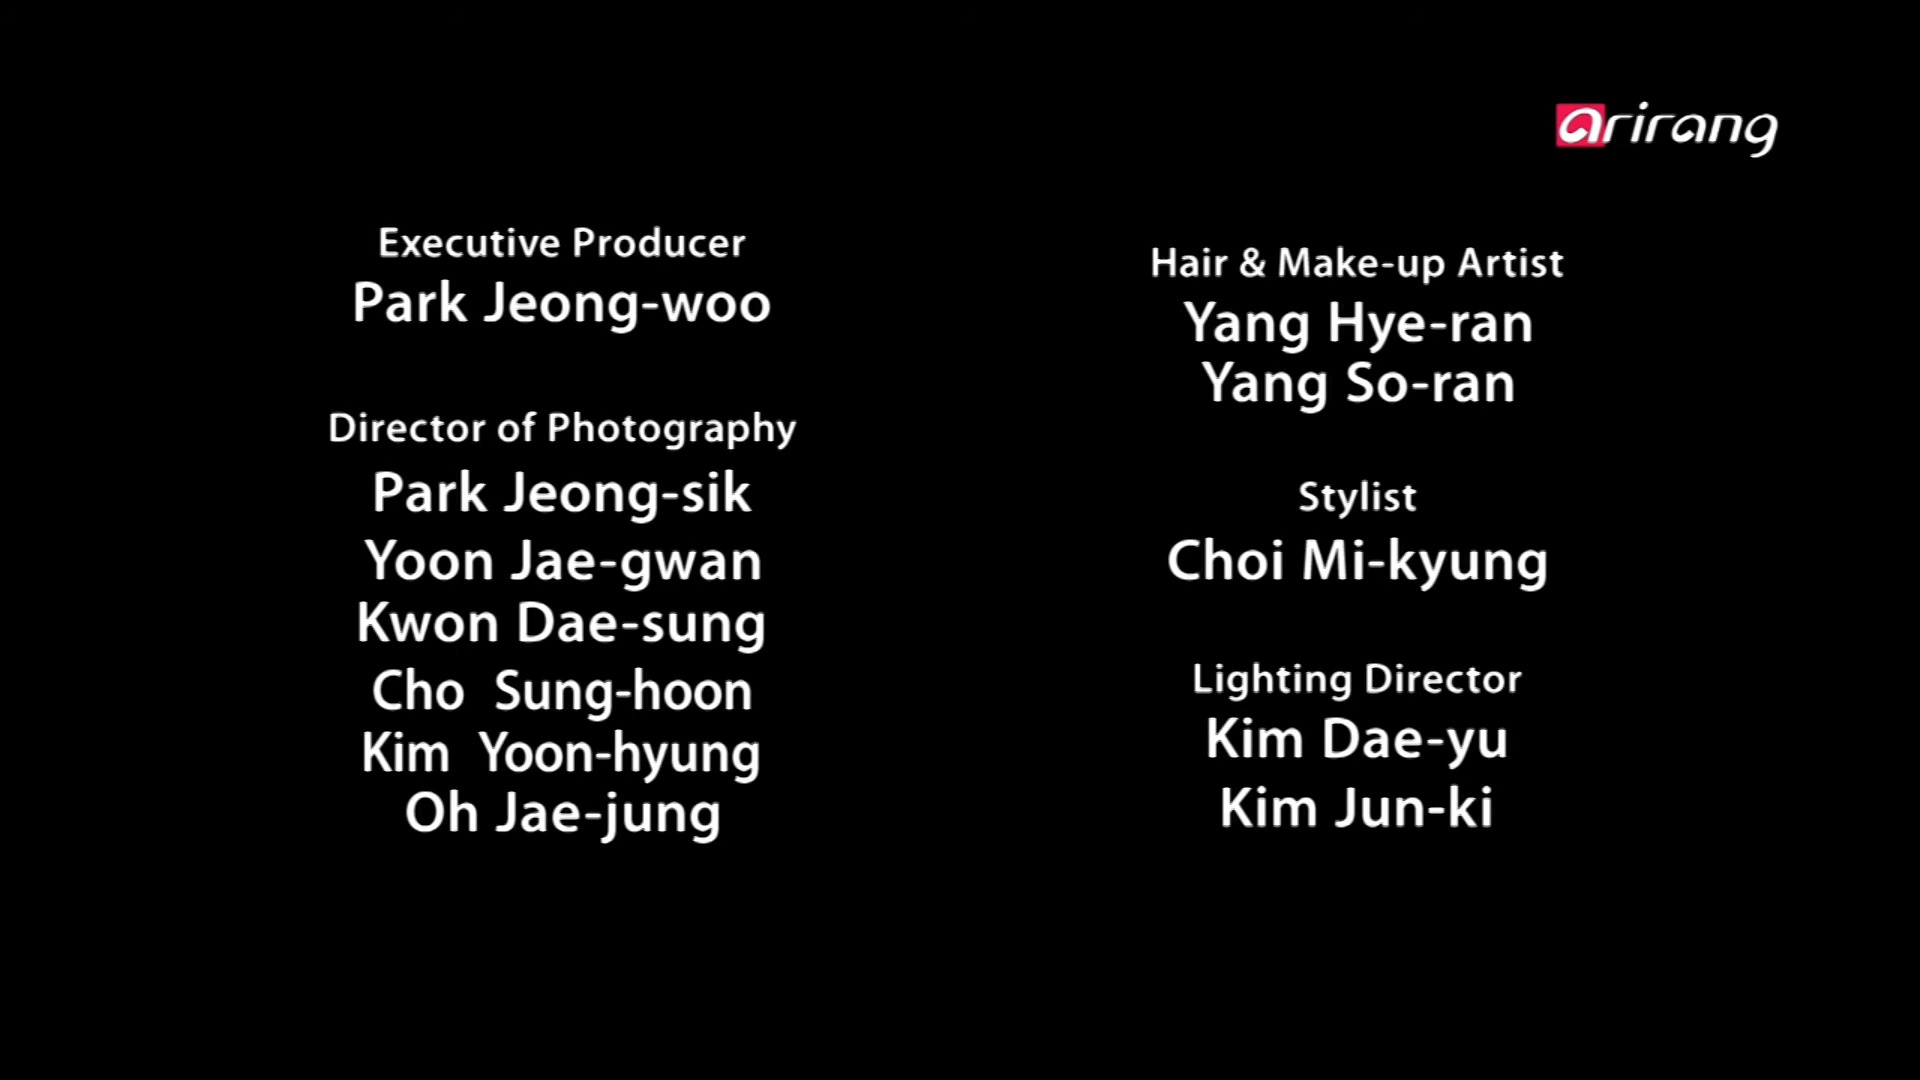 arirang
Executive Producer
Park Jeong-woo
Director of Photography
Park Jeong-sik
Yoon Jae-gwan
Kwon Dae-sung
Cho Sung-hoon
Kim Yoon-hyung
Oh Jae-jung
Hair & Make-up Artist
Yang Hye-ran
Yang So-ran
Stylist
Choi Mi-kyung
Lighting Director
Kim Dae-yu
Kim Jun-ki